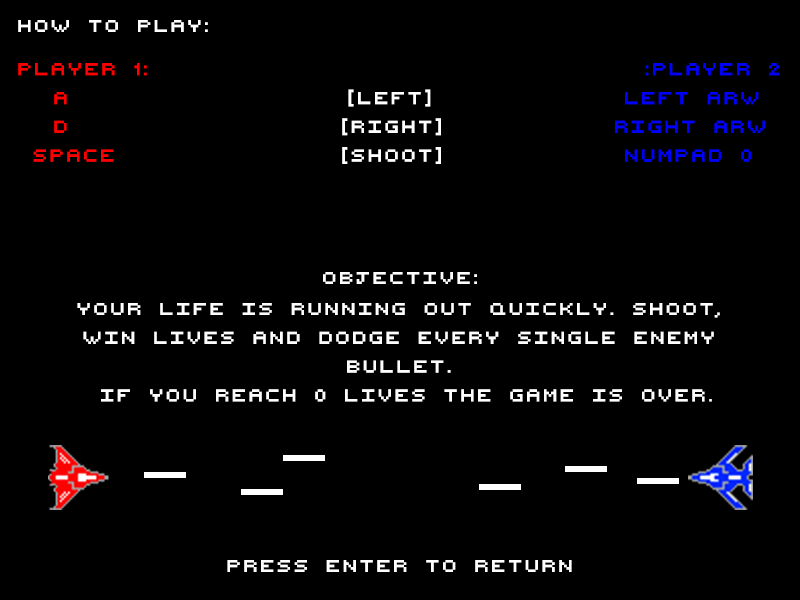 HOW TO PLAY:
PLAYER 1: :PLAYER 2
A [LEFT] LEFT ARW
D [RIGHT] RIGHT ARW
SPACE [SHOOT] NUMPAD 0
OBJECTIVE:
YOUR LIFE IS RUNNING OUT QUICKLY. SHOOT,
WIN LIVES AND DODGE EVERY SINGLE ENEMY
BULLET.
IF YOU REACH 0 LIVES THE GAME IS OVER.
PRESS ENTER TO RETURN